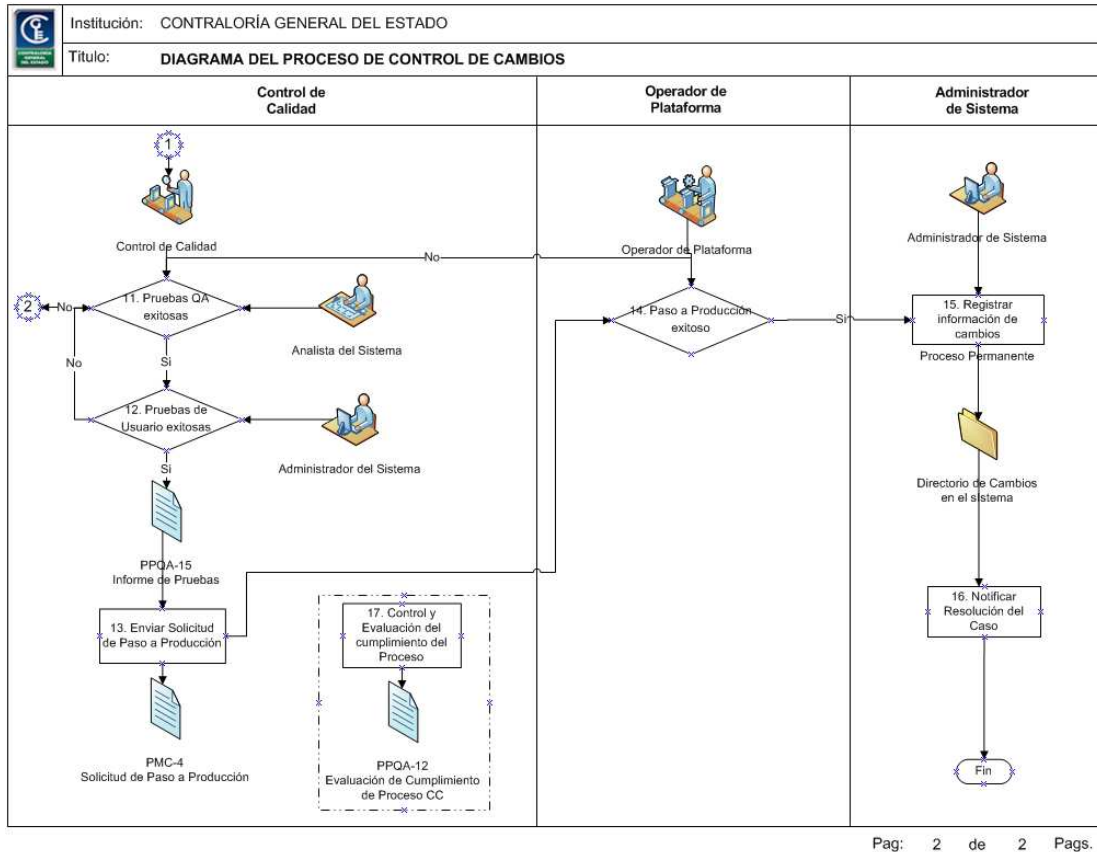 Institución: CONTRALORÍA GENERAL DEL ESTADO
CONTRALORÍA
GENERAL
DEL ESTADO
Título: DIAGRAMA DEL PROCESO DE CONTROL DE CAMBIOS
Control de
Calidad
Operador de
Plataforma
Administrador
de Sistema
1
Control de Calidad
No
11. Pruebas QA
exitosas
2
No
Analista del Sistema
No
Si
12. Pruebas de
Usuario exitosas
Administrador del Sistema
Si
PPQA-15
Informe de Pruebas
13. Enviar Solicitud
de Paso a Producción
PMC-4
Solicitud de Paso a Producción
17. Control y
Evaluación del
cumplimiento del
Proceso
PPQA-12
Evaluación de Cumplimiento
de Proceso CC
Operador de Plataforma
14. Paso a Producción
exitoso
Si
Administrador de Sistema
15. Registrar
información de
cambios
Proceso Permanente
Directorio de Cambios
en el sistema
16. Notificar
Resolución del
Caso
Fin
Pag: 2 de 2 Pags.